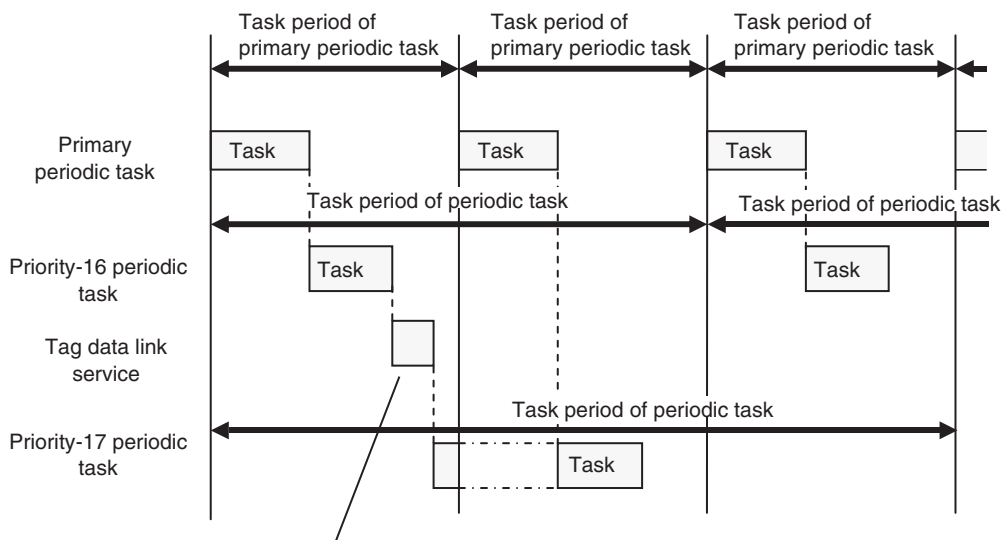 Task period of
primary periodic task
Task period of
primary periodic task
Task period of
primary periodic task
Primary
periodic task
Task
Task
Task
Task period of periodic task
Task period of periodic task
Priority-16 periodic
task
Task
Task
Tag data link
service
Task period of periodic task
Priority-17 periodic
task
Task